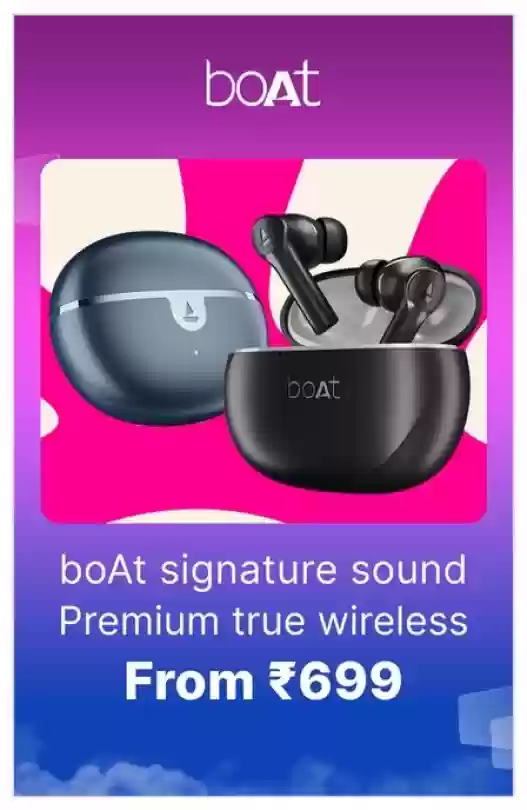 boAt
boAt
boAt signature sound
Premium true wireless
From ₹699